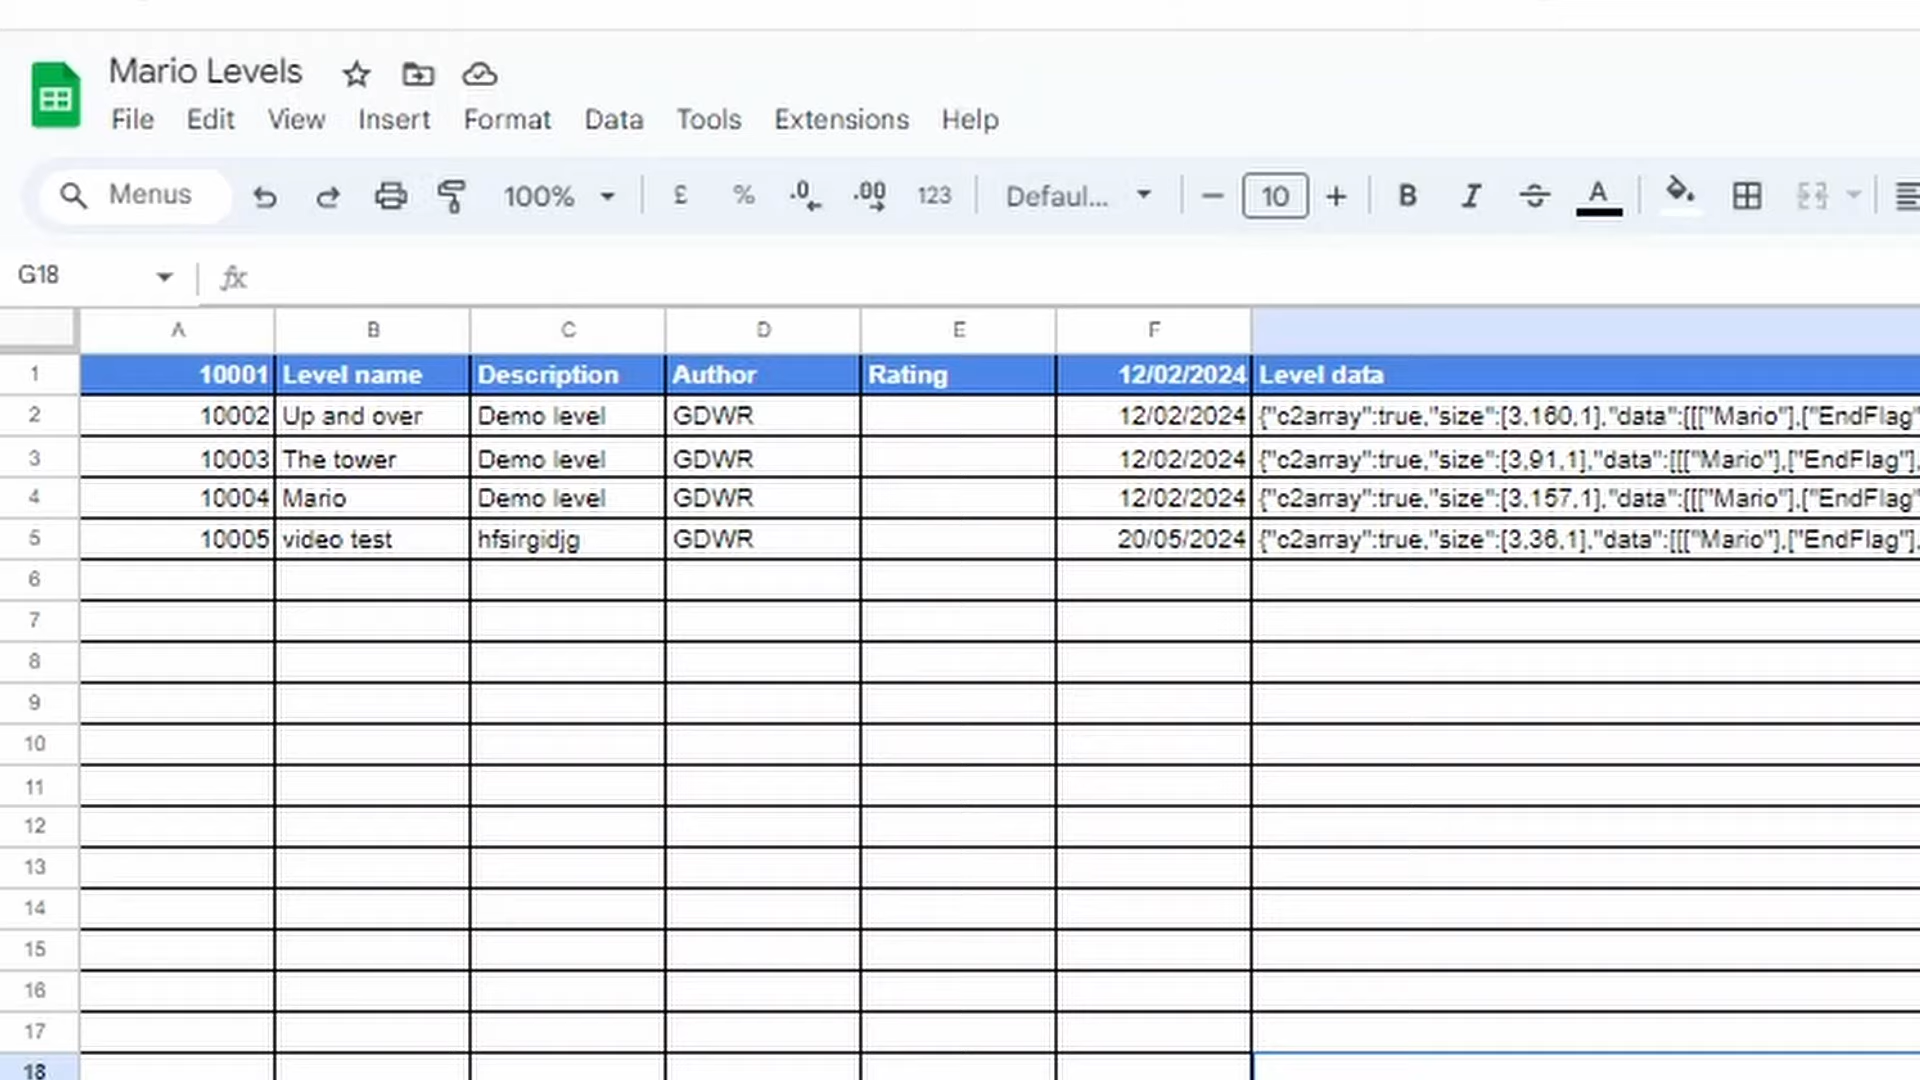 Mario Levels
File Edit View Insert Format Data Tools Extensions Help
Menus 100% £ % .0 .00 123 Defaul... 10 B I A
G18 fx
A B C D E F
1 10001 Level name Description Author Rating 12/02/2024 Level data
2 10002 Up and over Demo level GDWR 12/02/2024 {"c2array":true,"size":[3,160,1],"data":[[["Mario"],["EndFlag"
3 10003 The tower Demo level GDWR 12/02/2024 {"c2array":true,"size":[3,91,1],"data":[[["Mario"],["EndFlag"],
4 10004 Mario Demo level GDWR 12/02/2024 {"c2array":true,"size":[3,157,1],"data":[[["Mario"],["EndFlag"
5 10005 video test hfsirgidjg GDWR 20/05/2024 {"c2array":true,"size":[3,36,1],"data":[[["Mario"],["EndFlag"],
6
7
8
9
10
11
12
13
14
15
16
17
18